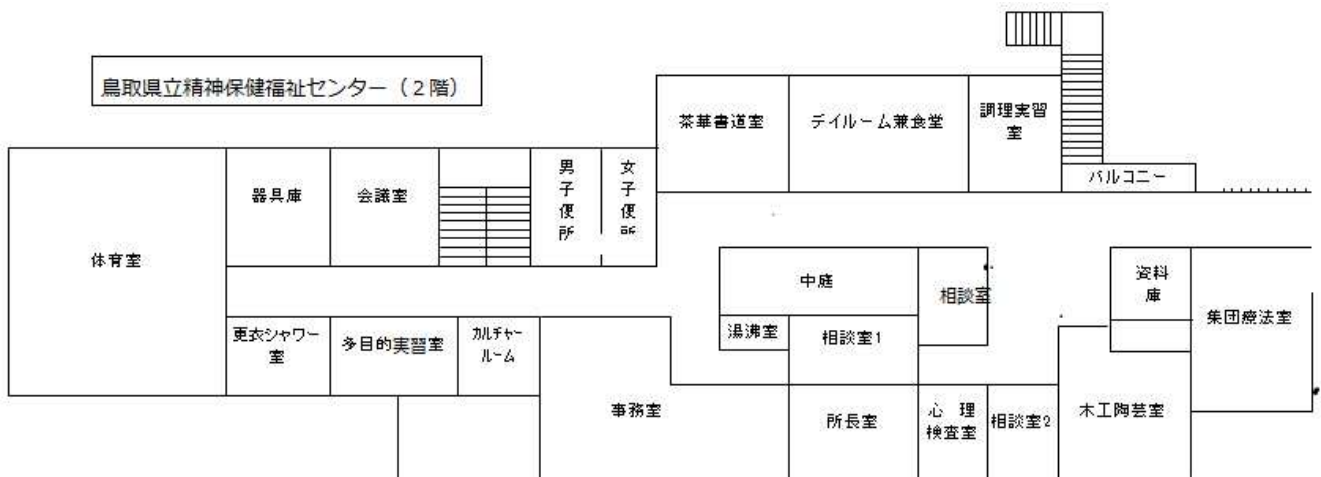 鳥取県立精神保健福祉センター（２階）
茶華書道室
デイルーム兼食堂
調理実習
室
バルコニー
器具庫
会議室
男子便所
女子便所
体育室
中庭
相談室
資料
庫
集団療法室
更衣シャワー
室
多目的実習室
カルチャー
ルーム
湯沸室
相談室1
事務室
所長室
心理
検査室
相談室2
木工陶芸室